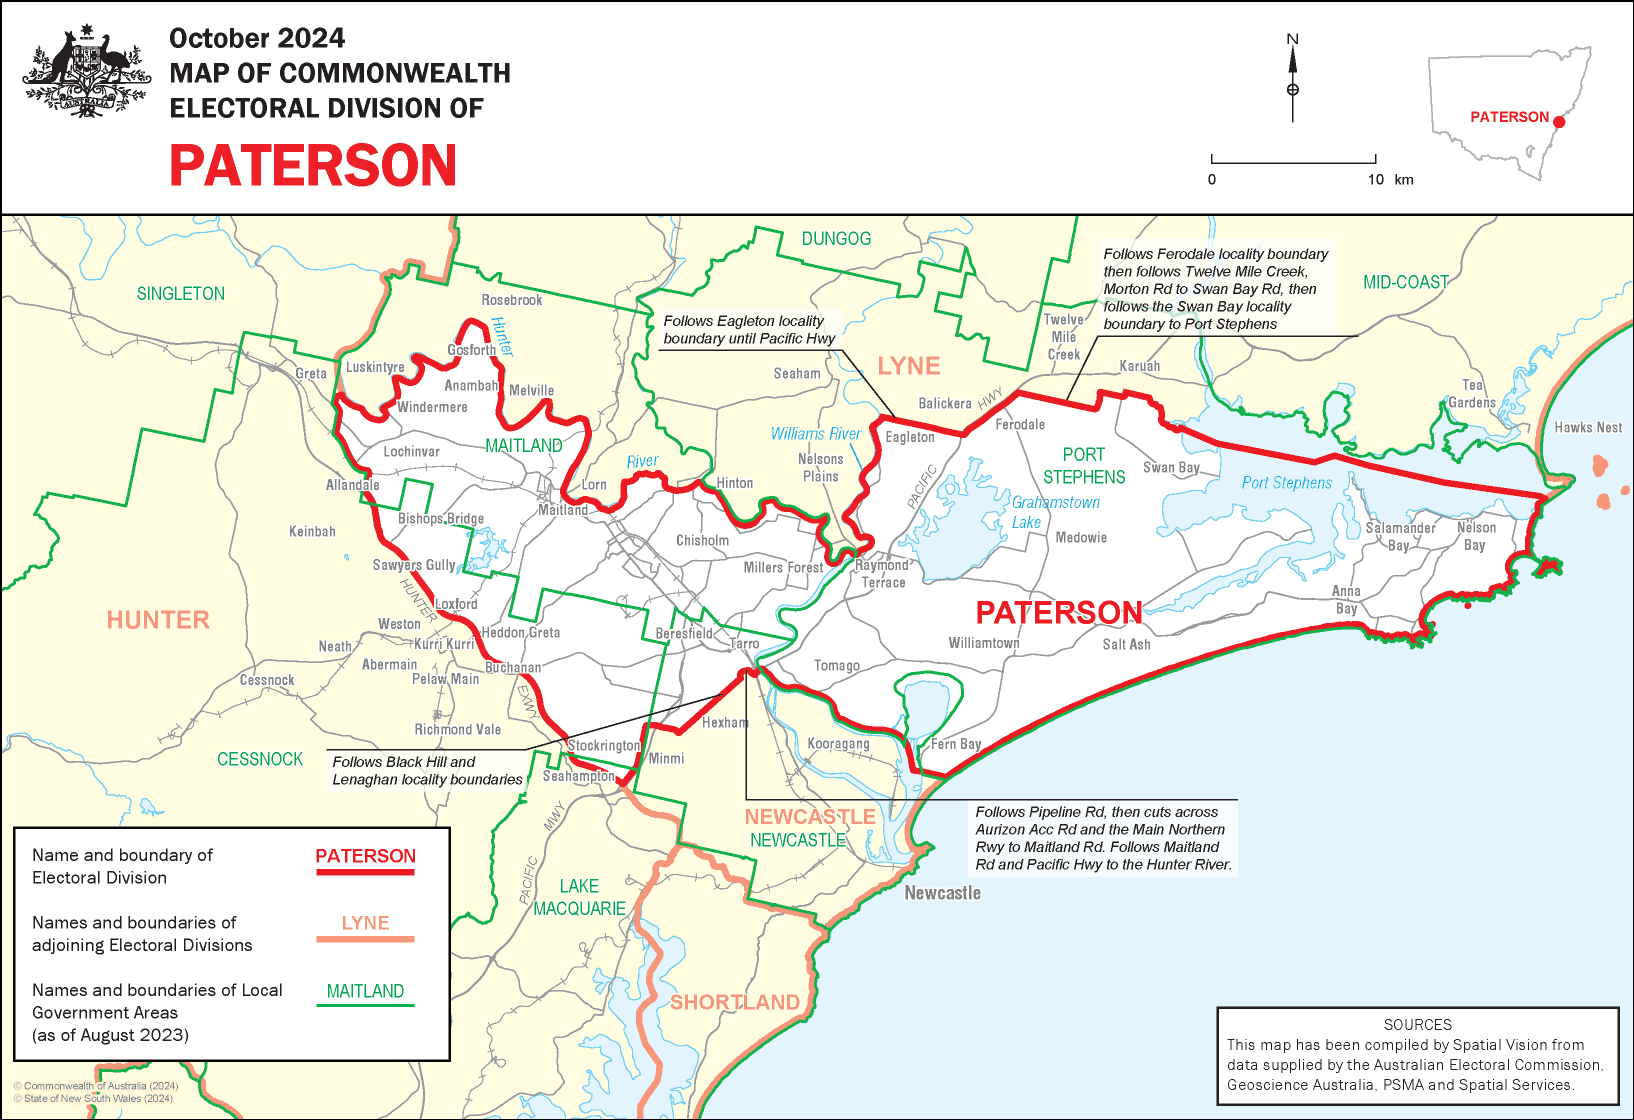 October 2024
MAP OF COMMONWEALTH
ELECTORAL DIVISION OF
PATERSON
AUSTRALIA
N
0 10 km
PATERSON
DUNGOG
SINGLETON
MID-COAST
Follows Ferodale locality boundary
then follows Twelve Mile Creek,
Morton Rd to Swan Bay Rd, then
follows the Swan Bay locality
boundary to Port Stephens
Rosebrook
Hunter
Follows Eagleton locality
boundary until Pacific Hwy
Twelve
Mile
Creek
Gosforth
LYNE
Luskintyre
Greta
Seaham
Karuah
Anambah
Melville
Tea
Gardens
Windermere
Balickera
HWY
Ferodale
Hawks Nest
Williams River
Eagleton
MAITLAND
Lochinvar
River
Nelsons
Plains
PORT
STEPHENS
Swan Bay
Allandale
Lorn
Hinton
PACIFIC
Port Stephens
Maitland
Grahamstown
Lake
Bishops Bridge
Keinbah
Chisholm
Medowie
Salamander
Bay
Nelson
Bay
Sawyers Gully
Millers Forest
Raymond
Terrace
HUNTER
Loxford
PATERSON
Anna
Bay
HUNTER
Weston
Heddon Greta
Beresfield
Tarro
Williamtown
Salt Ash
Neath
Kurri Kurri
Abermain
Buchanan
Tomago
Cessnock
Pelaw Main
EXWY
Richmond Vale
Hexham
Kooragang
Fern Bay
CESSNOCK
Stockrington
Minmi
Follows Black Hill and
Lenaghan locality boundaries
Seahampton
MWY
PACIFIC
NEWCASTLE
NEWCASTLE
Follows Pipeline Rd, then cuts across
Aurizon Acc Rd and the Main Northern
Rwy to Maitland Rd. Follows Maitland
Rd and Pacific Hwy to the Hunter River.
LAKE
MACQUARIE
Newcastle
SHORTLAND
Name and boundary of
Electoral Division
PATERSON
Names and boundaries of
adjoining Electoral Divisions
LYNE
Names and boundaries of Local
Government Areas
(as of August 2023)
MAITLAND
SOURCES
This map has been compiled by Spatial Vision from
data supplied by the Australian Electoral Commission,
Geoscience Australia, PSMA and Spatial Services.
© Commonwealth of Australia (2024)
© State of New South Wales (2024)